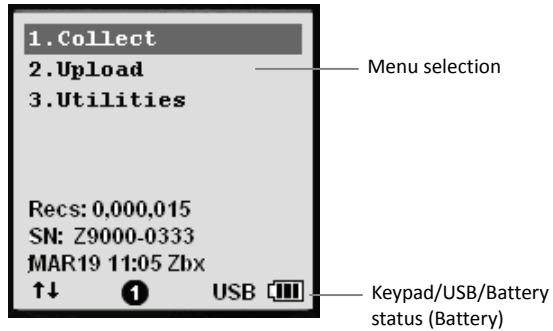 1.Collect
2.Upload
Menu selection
3.Utilities
Recs: 0,000,015
SN: Z9000-0333
MAR19 11:05 Zbx
↑↓ 1 USB
Keypad/USB/Battery
status (Battery)